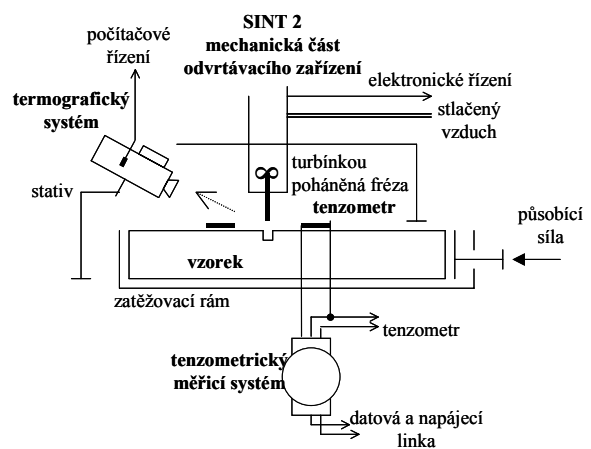 SINT 2
mechanická část
odvrtávacího zařízení
počítačové
řízení
termografický
systém
elektronické řízení
stlačený
vzduch
turbínkou
poháněná fréza
tenzometr
stativ
působící
síla
vzorek
zatěžovací rám
tenzometr
tenzometrický
měřicí systém
datová a napájecí
linka